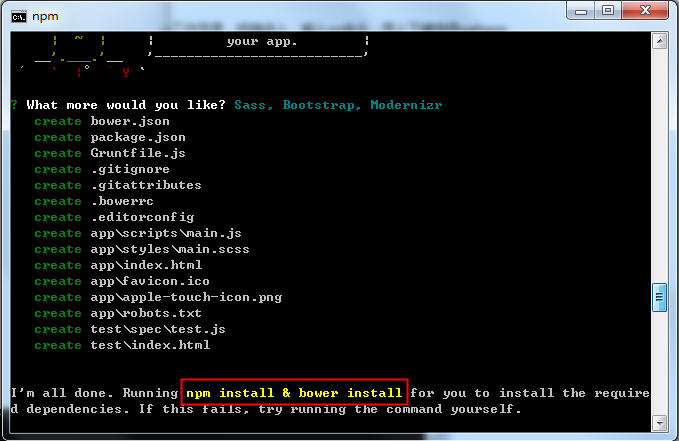 npm
your app.
? What more would you like? Sass, Bootstrap, Modernizr
create bower.json
create package.json
create Gruntfile.js
create .gitignore
create .gitattributes
create .bowerrc
create .editorconfig
create app\scripts\main.js
create app\styles\main.scss
create app\index.html
create app\favicon.ico
create app\apple-touch-icon.png
create app\robots.txt
create test\spec\test.js
create test\index.html
I'm all done. Running npm install & bower install for you to install the require
d dependencies. If this fails, try running the command yourself.